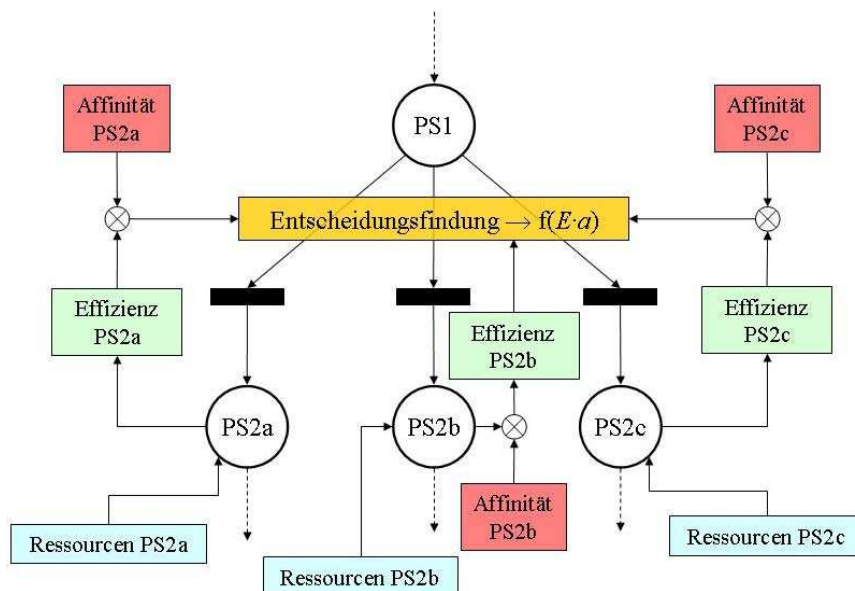 Affinität
PS2a
PS1
Affinität
PS2c
Entscheidungsfindung → f(E·a)
Effizienz
PS2a
Effizienz
PS2b
Effizienz
PS2c
PS2a
PS2b
PS2c
Affinität
PS2b
Ressourcen PS2a
Ressourcen PS2b
Ressourcen PS2c